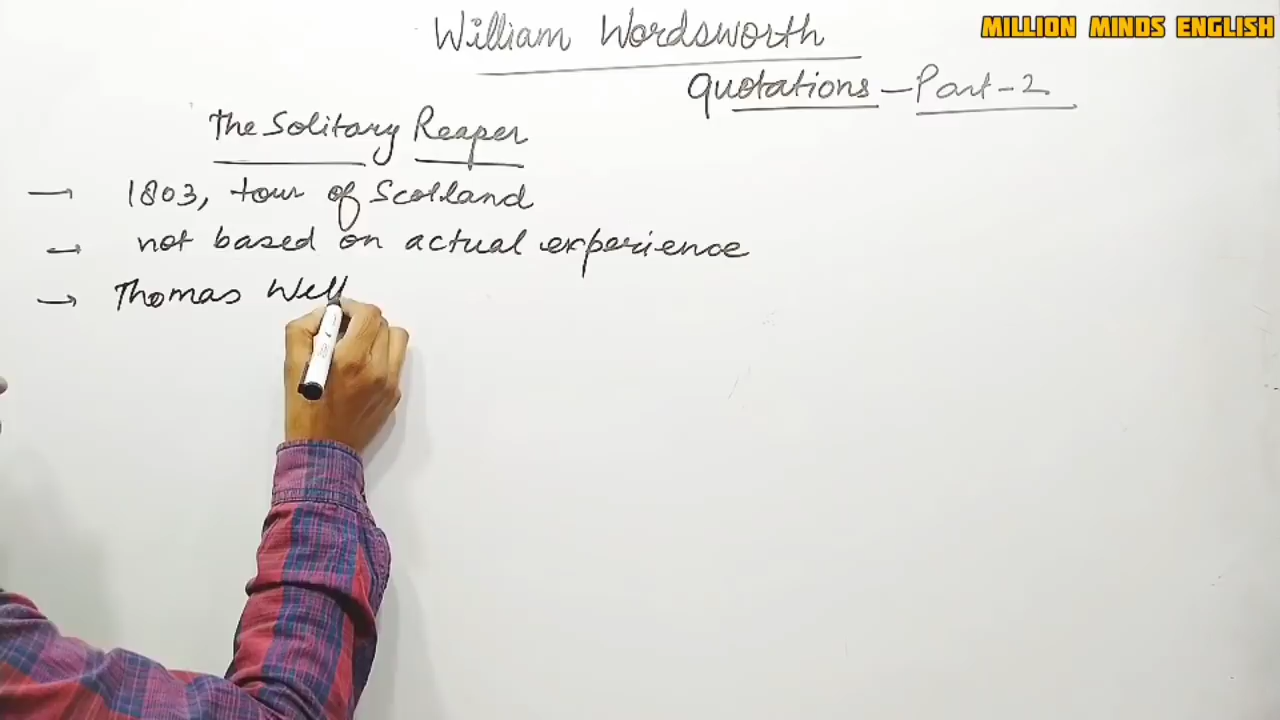 William Wordsworth
MILLION MINDS ENGLISH
Quotations - Part-2
The Solitary Reaper
→ 1803, tour of Scotland
→ not based on actual experience
→ Thomas Well